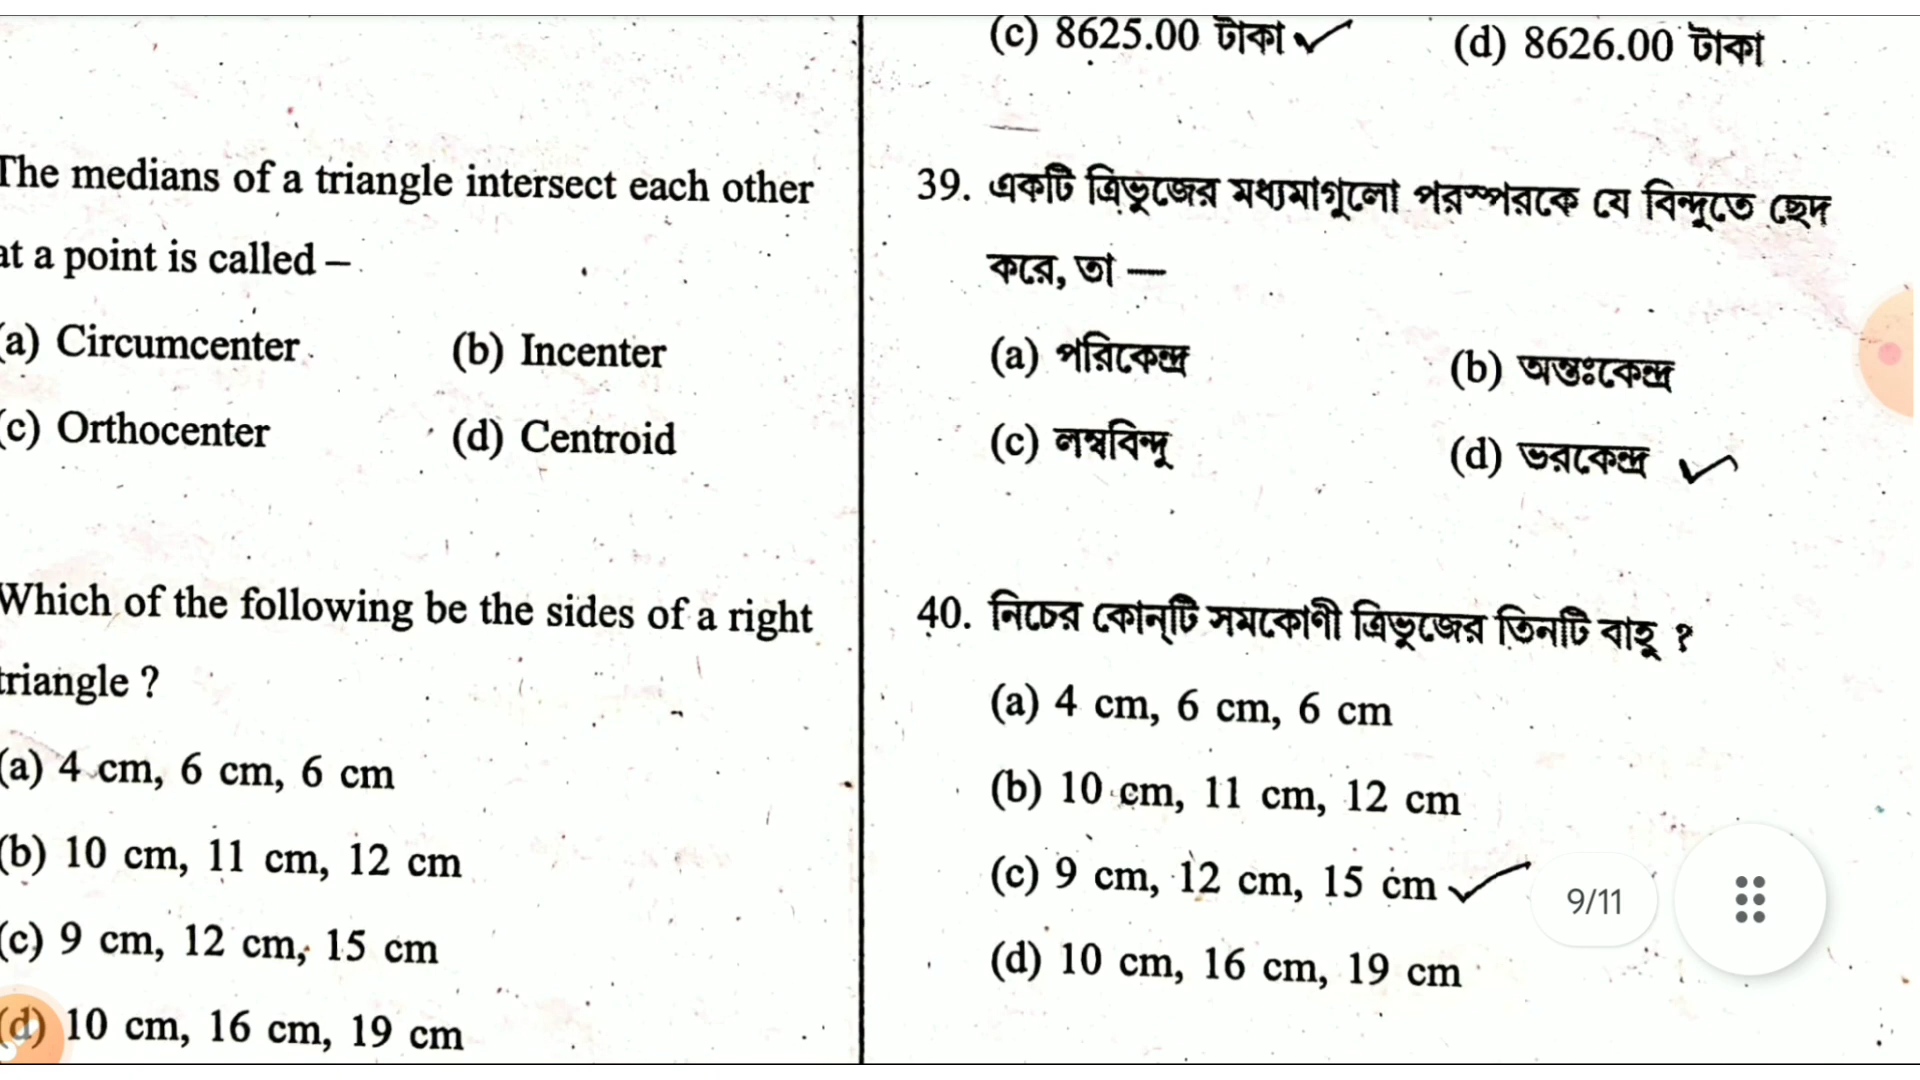 The medians of a triangle intersect each other
at a point is called –
(a) Circumcenter (b) Incenter
(c) Orthocenter (d) Centroid
Which of the following be the sides of a right
triangle ?
(a) 4 cm, 6 cm, 6 cm
(b) 10 cm, 11 cm, 12 cm
(c) 9 cm, 12 cm, 15 cm
(d) 10 cm, 16 cm, 19 cm
(c) 8625.00 টাকা (d) 8626.00 টাকা
39. একটি ত্রিভুজের মধ্যমাগুলো পরস্পরকে যে বিন্দুতে ছেদ
করে, তা —
(a) পরিকেন্দ্র (b) অন্তঃকেন্দ্র
(c) লম্ববিন্দু (d) ভরকেন্দ্র
40. নিচের কোন্‌টি সমকোণী ত্রিভুজের তিনটি বাহু ?
(a) 4 cm, 6 cm, 6 cm
(b) 10 cm, 11 cm, 12 cm
(c) 9 cm, 12 cm, 15 cm
(d) 10 cm, 16 cm, 19 cm
9/11